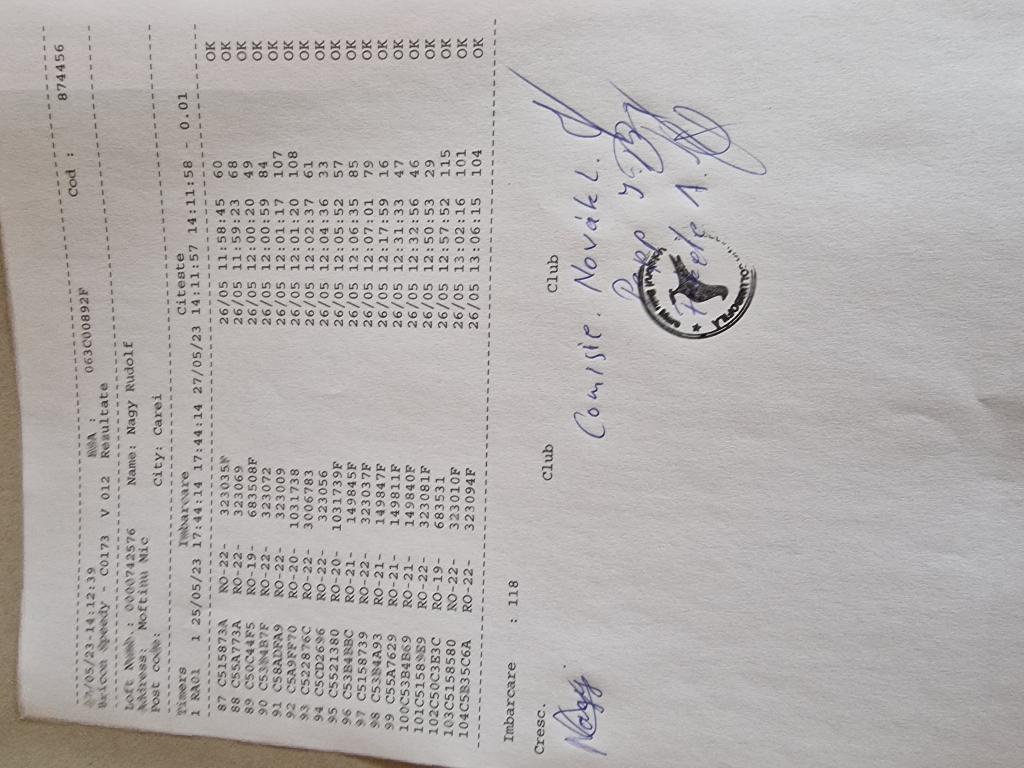 27/05/23-14:12:39 BSA : 063C00892F
Bricon Speedy - C0173 V 012 Rezultate Cod : 874456
Loft Numb.: 0000742576 Name: Nagy Rudolf
Address: Moftinu Mic City: Carei
Post code:
Timers Imbarcare Citeste
1 RA01 1 25/05/23 17:44:14 17:44:14 27/05/23 14:11:57 14:11:58 - 0.01
87 C515873A RO-22- 323035F 26/05 11:58:45 60 OK
88 C55A773A RO-22- 323069 26/05 11:59:23 68 OK
89 C50C44F5 RO-19- 683508F 26/05 12:00:20 49 OK
90 C53B4B7F RO-22- 323072 26/05 12:00:59 84 OK
91 C58ADFA9 RO-22- 323009 26/05 12:01:17 107 OK
92 C5A9FF70 RO-20- 1031738 26/05 12:01:20 108 OK
93 C522876C RO-22- 3006783 26/05 12:02:37 61 OK
94 C5CD2696 RO-22- 323056 26/05 12:04:36 33 OK
95 C5521380 RO-20- 1031739F 26/05 12:05:52 57 OK
96 C53B4BBC RO-21- 149845F 26/05 12:06:35 85 OK
97 C5158739 RO-22- 323037F 26/05 12:07:01 79 OK
98 C53B4A93 RO-21- 149847F 26/05 12:17:59 16 OK
99 C55A7629 RO-21- 149811F 26/05 12:31:33 47 OK
100C53B4B69 RO-21- 149840F 26/05 12:32:56 46 OK
101C51589E9 RO-22- 323081F 26/05 12:50:53 29 OK
102C50C3E3C RO-19- 683531 26/05 12:57:52 115 OK
103C5158580 RO-22- 323010F 26/05 13:02:16 101 OK
104C5B35C6A RO-22- 323094F 26/05 13:06:15 104 OK
Imbarcare : 118
Cresc. Club Club
Nagy Comisie. Novák L.
Papp I.
Fekete A.